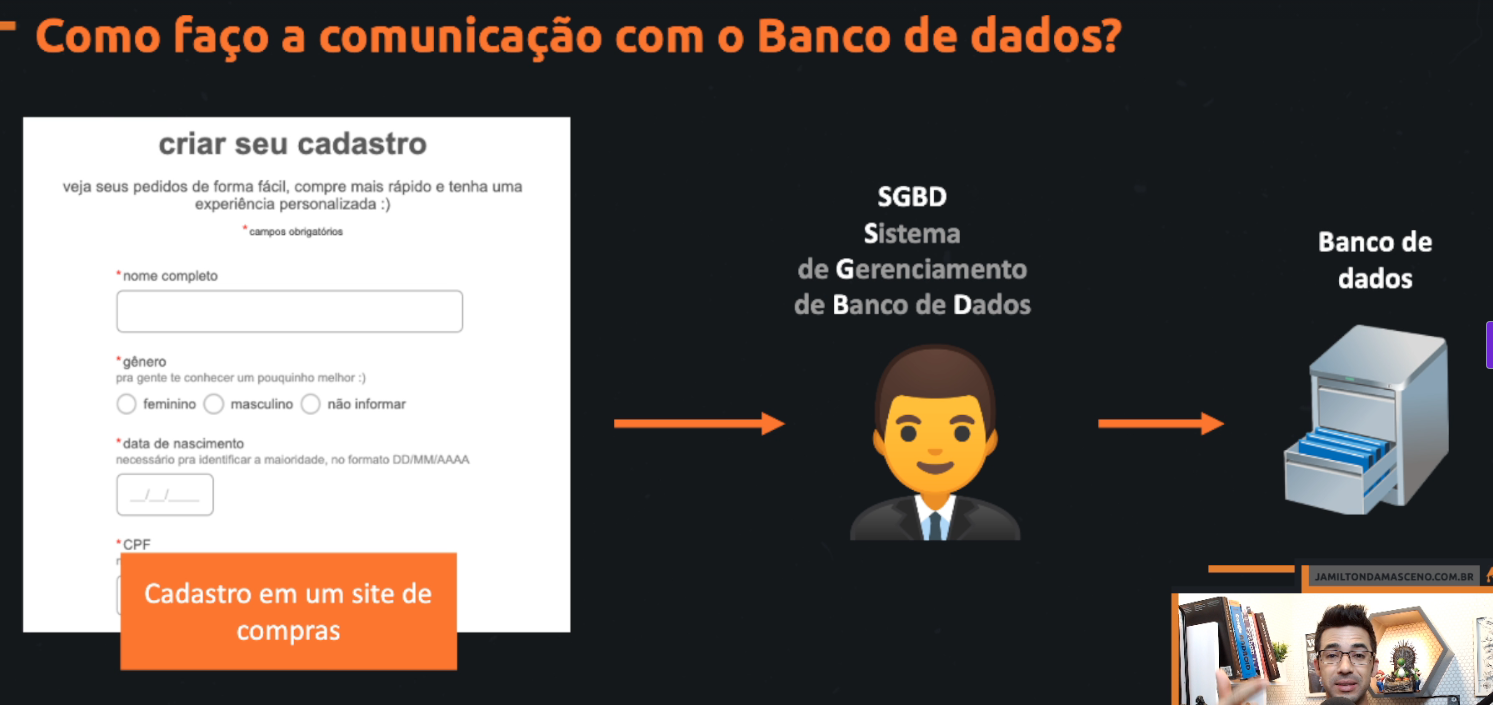 Como faço a comunicação com o Banco de dados?
criar seu cadastro
veja seus pedidos de forma fácil, compre mais rápido e tenha uma
experiência personalizada :)
* campos obrigatórios
* nome completo
* gênero
pra gente te conhecer um pouquinho melhor :)
feminino masculino não informar
* data de nascimento
necessário pra identificar a maioridade, no formato DD/MM/AAAA
__/__/____
* CPF
Cadastro em um site de
compras
SGBD
Sistema
de Gerenciamento
de Banco de Dados
Banco de
dados
JAMILTONDAMASCENO.COM.BR